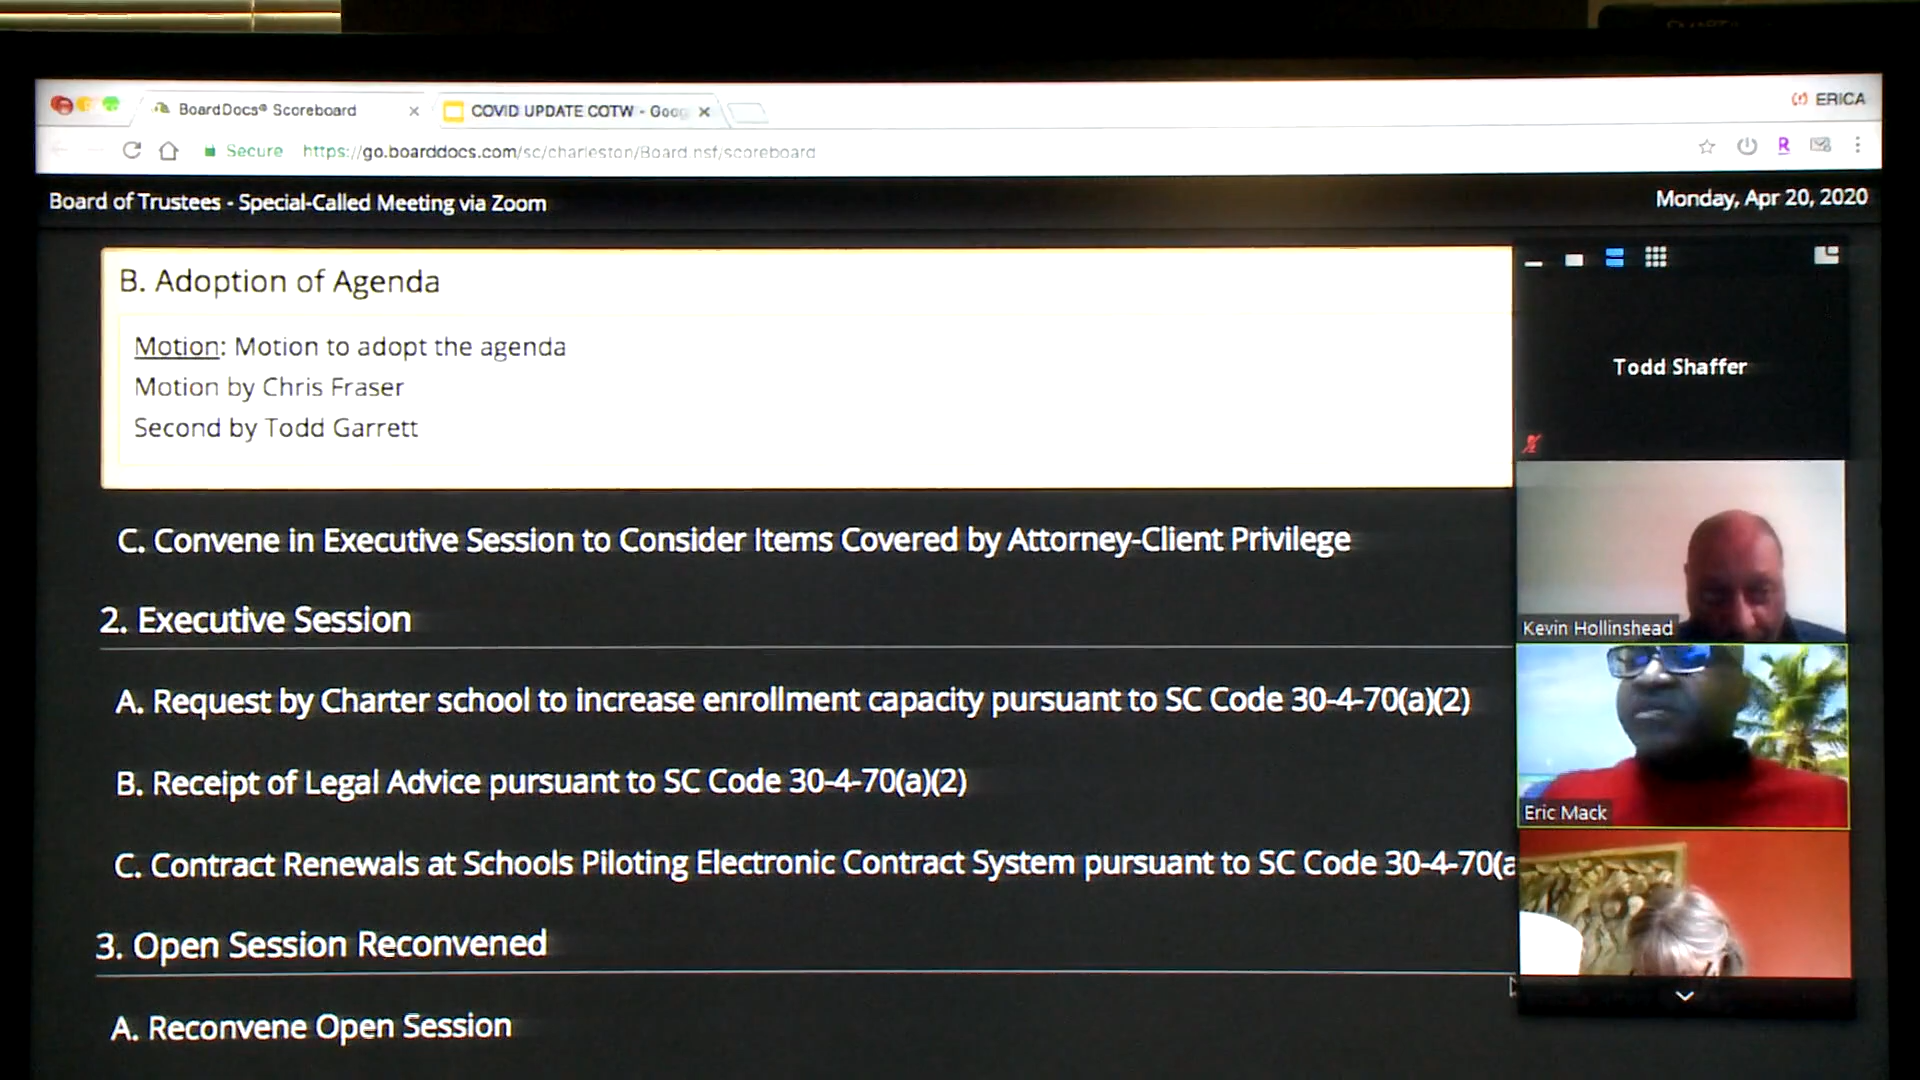 BoardDocs® Scoreboard
COVID UPDATE COTW - Goog
ERICA
Secure https://go.boarddocs.com/sc/charleston/Board.nsf/scoreboard
R
Board of Trustees - Special-Called Meeting via Zoom
Monday, Apr 20, 2020
B. Adoption of Agenda
Motion: Motion to adopt the agenda
Motion by Chris Fraser
Second by Todd Garrett
C. Convene in Executive Session to Consider Items Covered by Attorney-Client Privilege
2. Executive Session
A. Request by Charter school to increase enrollment capacity pursuant to SC Code 30-4-70(a)(2)
B. Receipt of Legal Advice pursuant to SC Code 30-4-70(a)(2)
C. Contract Renewals at Schools Piloting Electronic Contract System pursuant to SC Code 30-4-70(a
3. Open Session Reconvened
A. Reconvene Open Session
Todd Shaffer
Kevin Hollinshead
Eric Mack